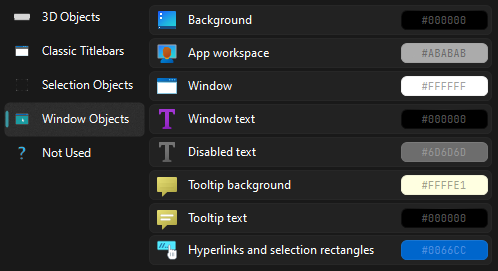 3D Objects
Classic Titlebars
Selection Objects
Window Objects
Not Used
Background #000000
App workspace #ABABAB
Window #FFFFFF
Window text #000000
Disabled text #6D6D6D
Tooltip background #FFFFE1
Tooltip text #000000
Hyperlinks and selection rectangles #0066CC